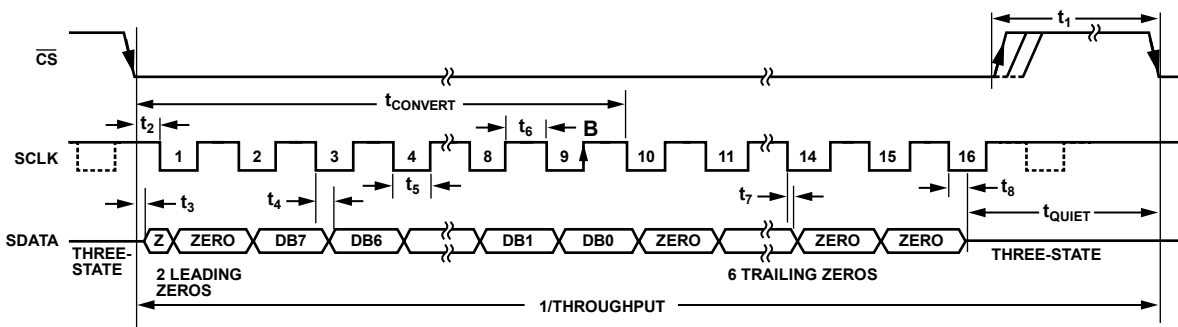 t1
CS
tCONVERT
t2
t6
B
SCLK
1 2 3 4 8 9 10 11 14 15 16
t3
t4
t5
t7
t8
tQUIET
SDATA
Z ZERO DB7 DB6 DB1 DB0 ZERO ZERO ZERO
THREE-
STATE
2 LEADING
ZEROS
6 TRAILING ZEROS
THREE-STATE
1/THROUGHPUT